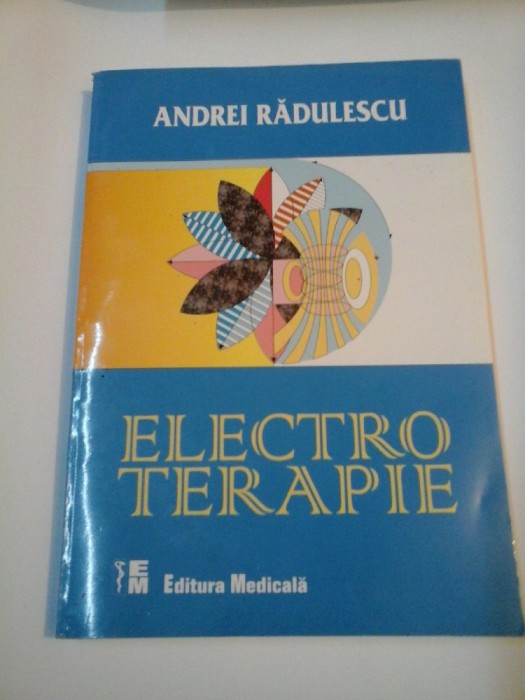 ANDREI RĂDULESCU
ELECTRO
TERAPIE
EM Editura Medicală